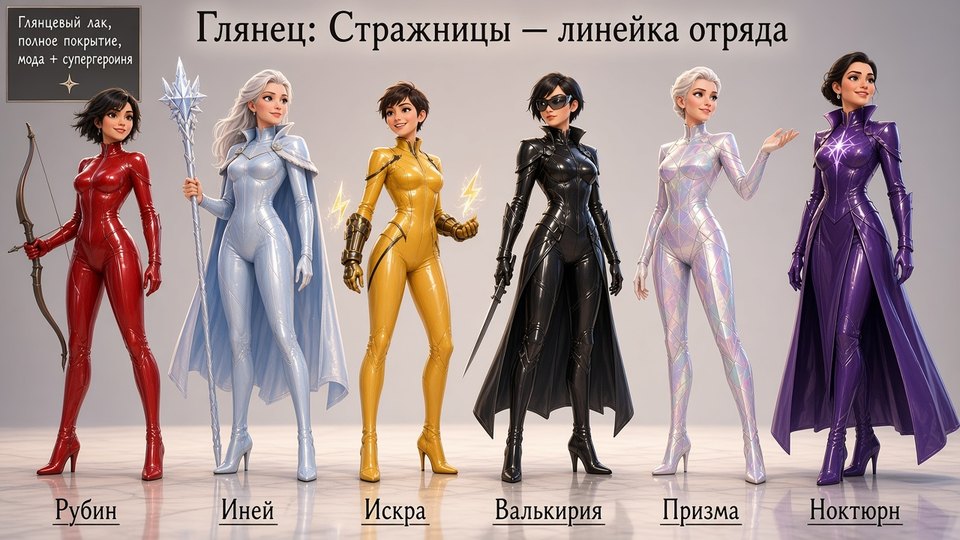 Глянец: Стражницы — линейка отряда
Глянцевый лак,
полное покрытие,
мода + супергероиня
Рубин
Иней
Искра
Валькирия
Призма
Ноктюрн